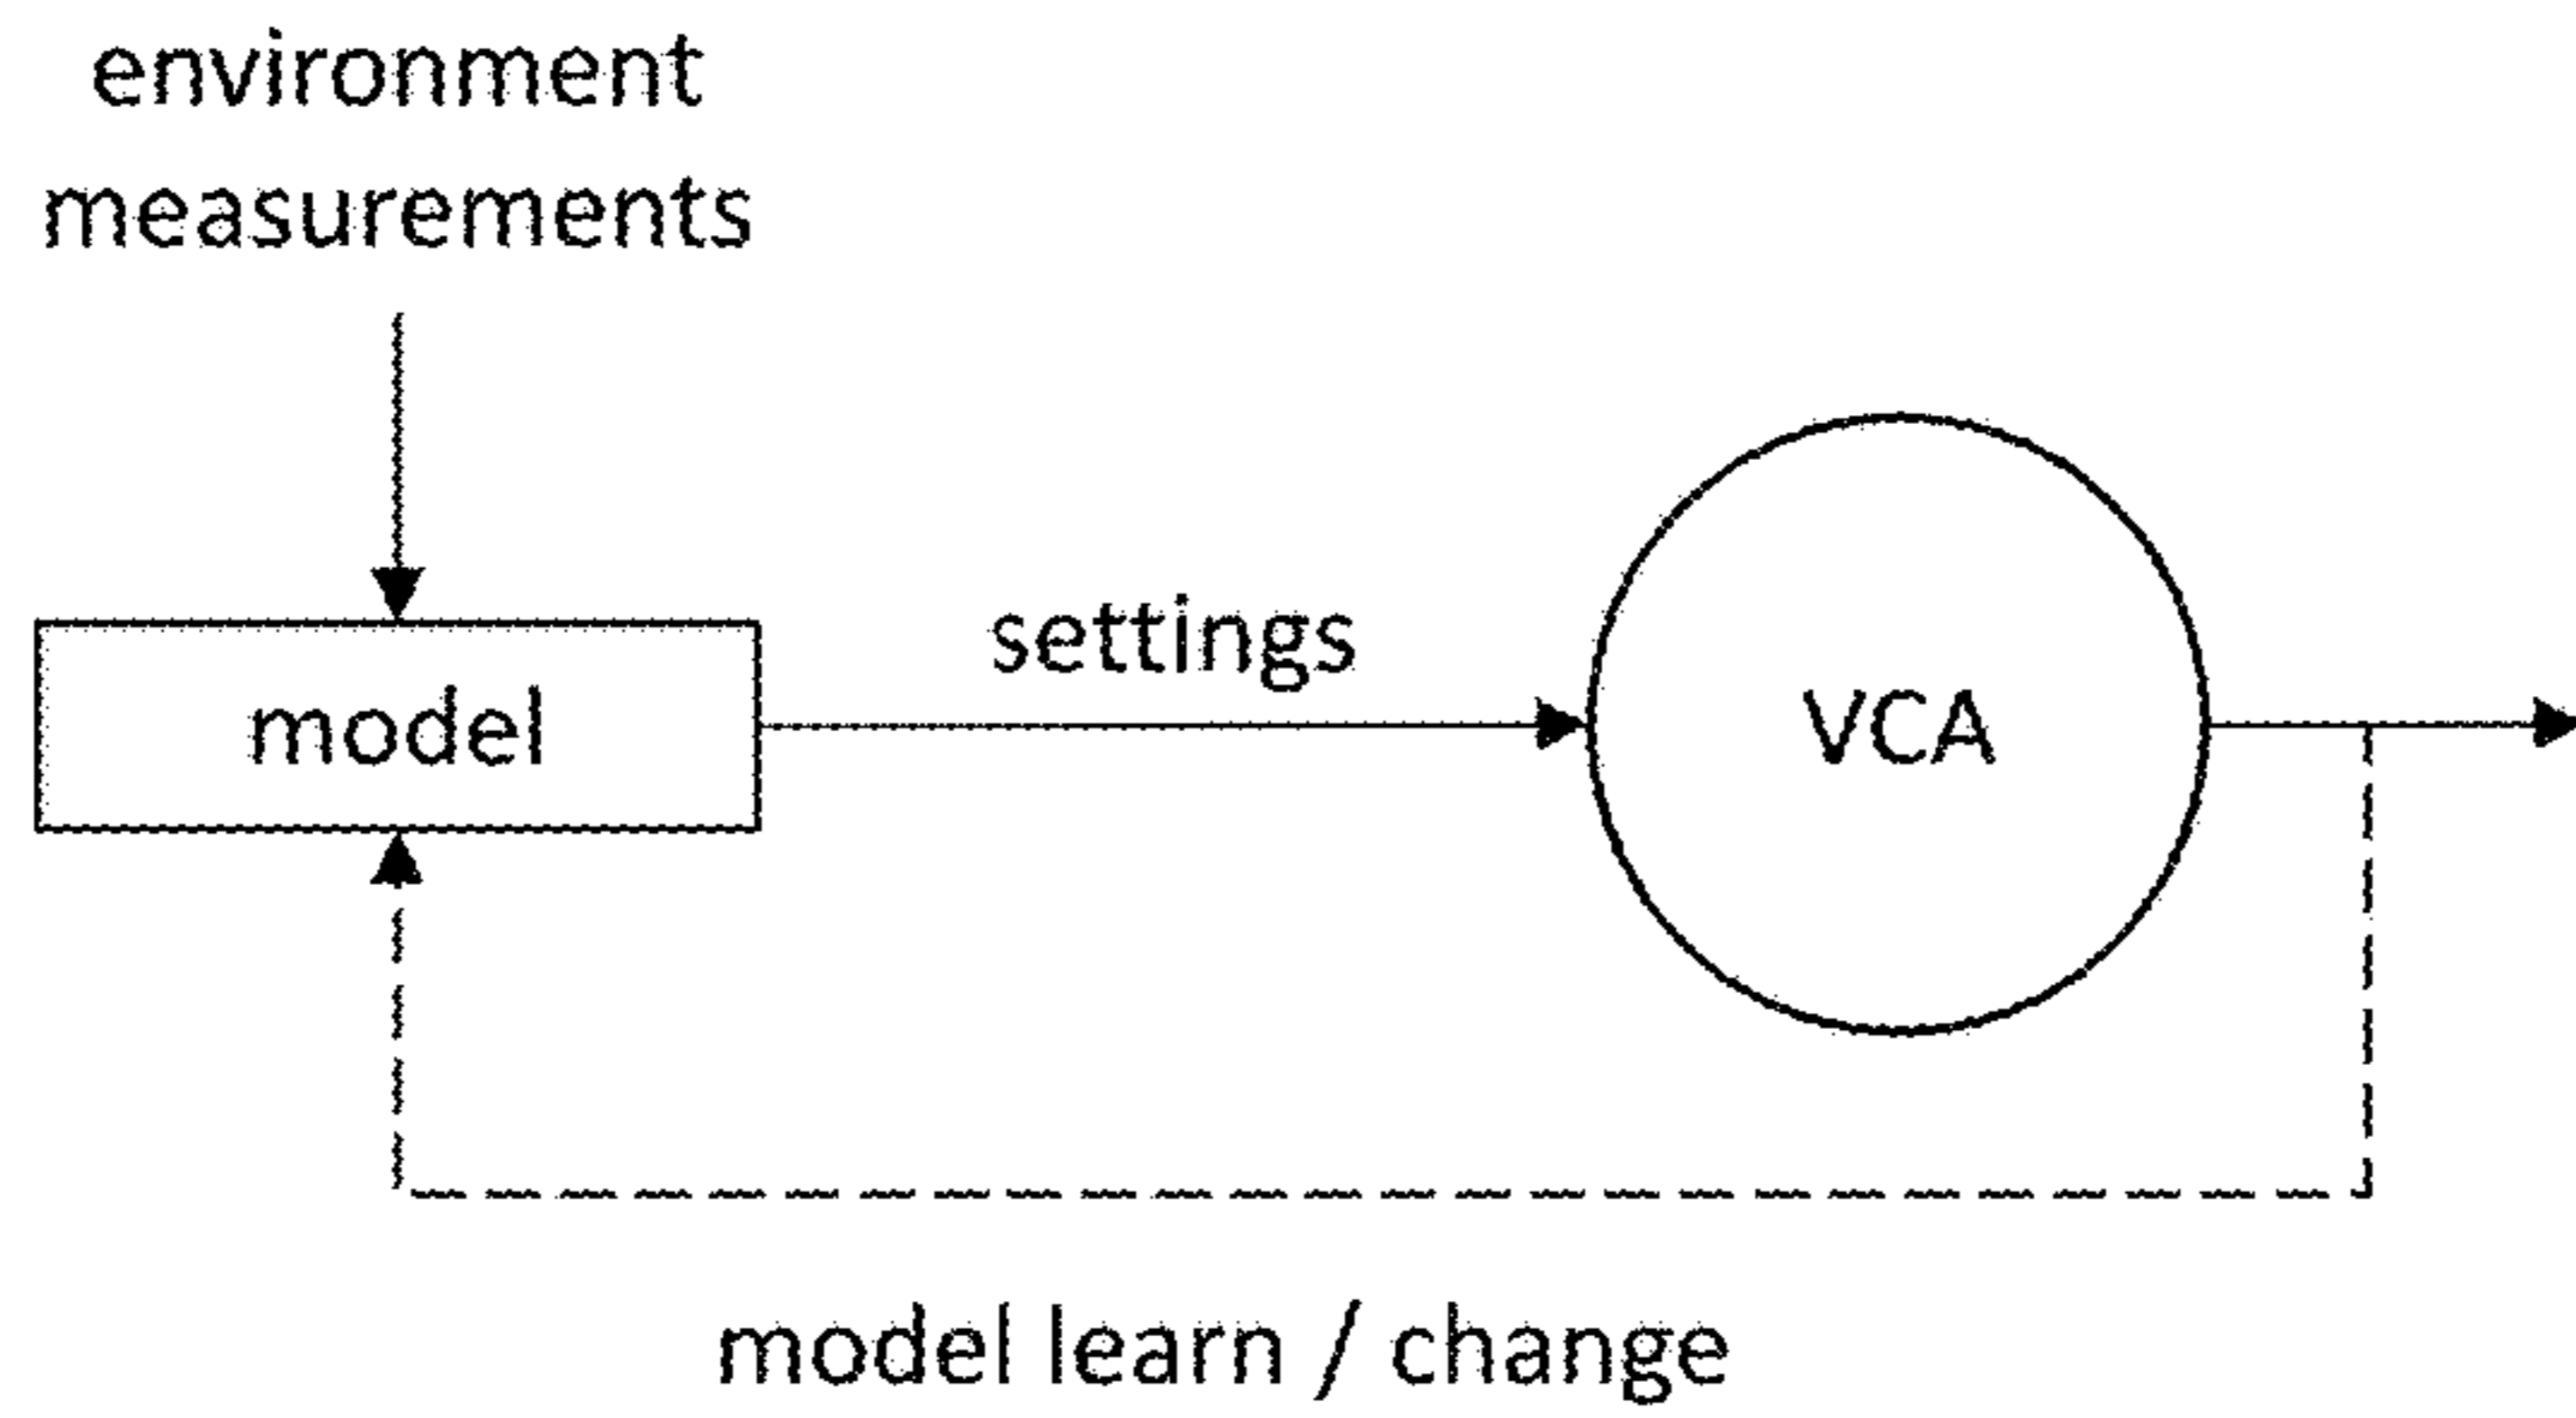 environment
measurements
settings
model
VCA
model learn / change